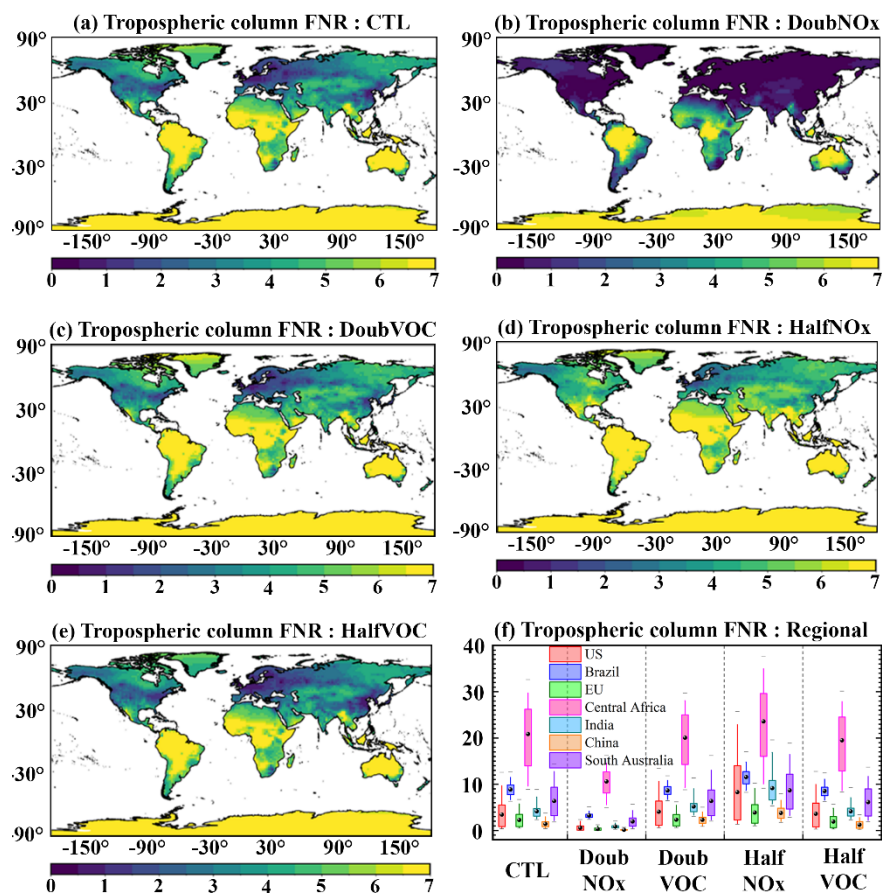 (a) Tropospheric column FNR : CTL
90°
30°
-30°
-90°
-150° -90° -30° 30° 90° 150°
0 1 2 3 4 5 6 7
(b) Tropospheric column FNR : DoubNOx
90°
30°
-30°
-90°
-150° -90° -30° 30° 90° 150°
0 1 2 3 4 5 6 7
(c) Tropospheric column FNR : DoubVOC
90°
30°
-30°
-90°
-150° -90° -30° 30° 90° 150°
0 1 2 3 4 5 6 7
(d) Tropospheric column FNR : HalfNOx
90°
30°
-30°
-90°
-150° -90° -30° 30° 90° 150°
0 1 2 3 4 5 6 7
(e) Tropospheric column FNR : HalfVOC
90°
30°
-30°
-90°
-150° -90° -30° 30° 90° 150°
0 1 2 3 4 5 6 7
(f) Tropospheric column FNR : Regional
40
30
20
10
0
US
Brazil
EU
Central Africa
India
China
South Australia
CTL
Doub
NOx
Doub
VOC
Half
NOx
Half
VOC